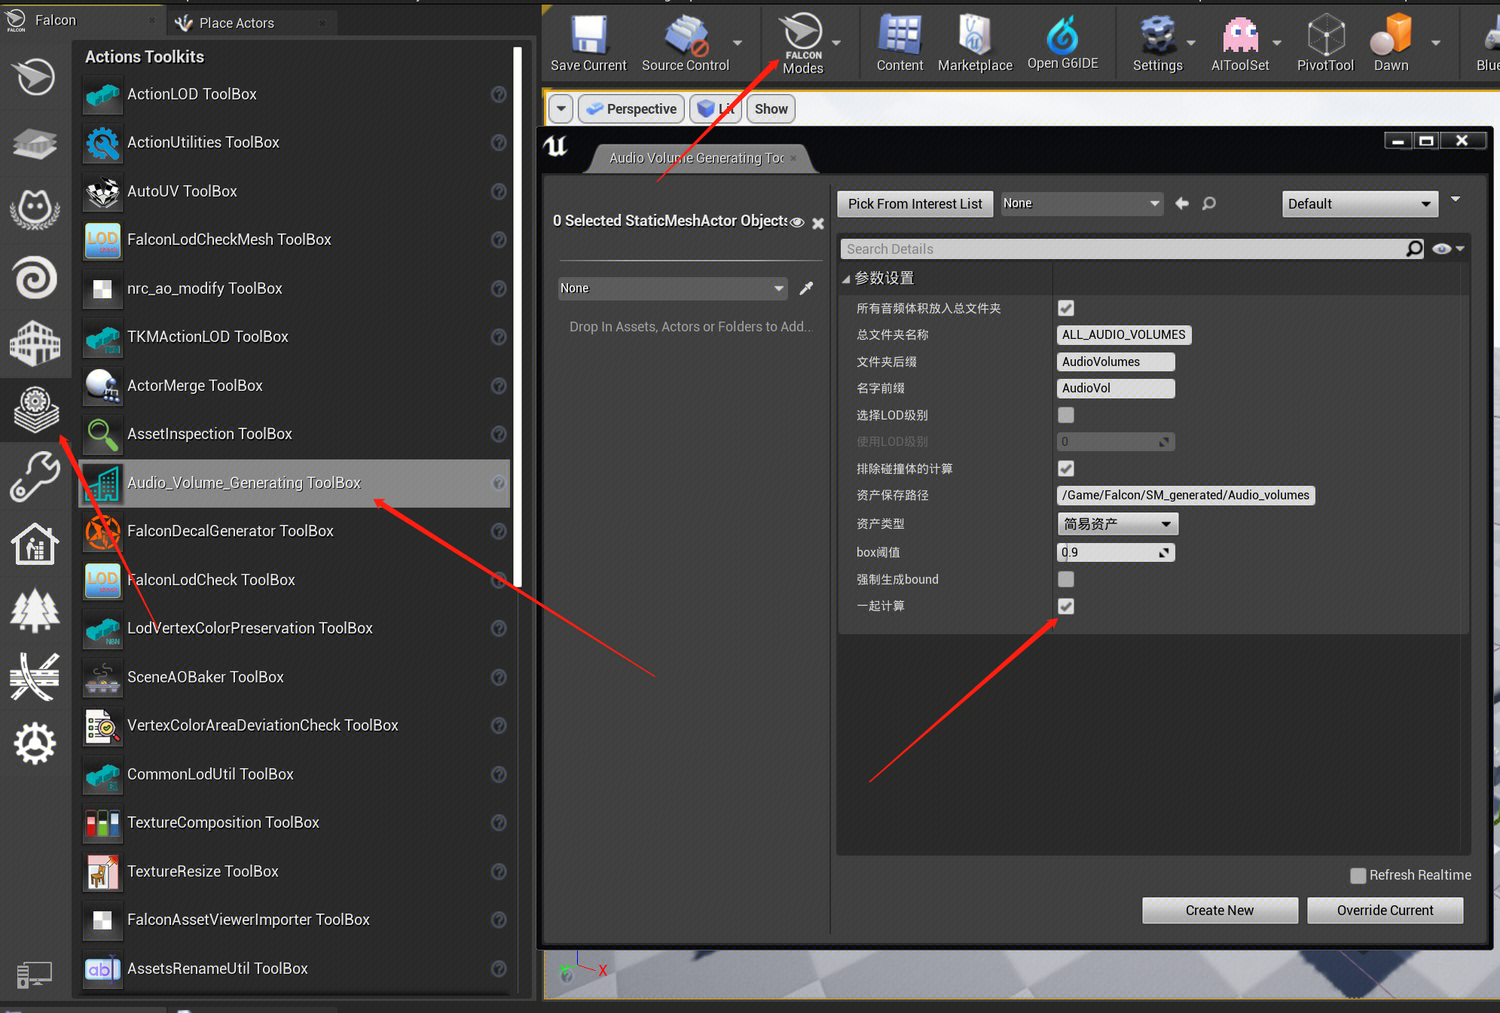 Falcon
Place Actors
FALCON
Actions Toolkits
ActionLOD ToolBox
ActionUtilities ToolBox
AutoUV ToolBox
LOD
FalconLodCheckMesh ToolBox
nrc_ao_modify ToolBox
TKMActionLOD ToolBox
ActorMerge ToolBox
AssetInspection ToolBox
Audio_Volume_Generating ToolBox
FalconDecalGenerator ToolBox
LOD
FalconLodCheck ToolBox
LodVertexColorPreservation ToolBox
SceneAOBaker ToolBox
VertexColorAreaDeviationCheck ToolBox
CommonLodUtil ToolBox
TextureComposition ToolBox
TextureResize ToolBox
FalconAssetViewerImporter ToolBox
ab
AssetsRenameUtil ToolBox
Save Current
Source Control
FALCON
Modes
Content
Marketplace
Open G6IDE
Settings
AIToolSet
PivotTool
Dawn
Blue
Perspective
Lit
Show
Audio Volume Generating Too
0 Selected StaticMeshActor Objects
None
Drop In Assets, Actors or Folders to Add..
Pick From Interest List
None
Default
Search Details
参数设置
所有音频体积放入总文件夹
总文件夹名称 ALL_AUDIO_VOLUMES
文件夹后缀 AudioVolumes
名字前缀 AudioVol
选择LOD级别
使用LOD级别 0
排除碰撞体的计算
资产保存路径 /Game/Falcon/SM_generated/Audio_volumes
资产类型 简易资产
box阈值 0.9
强制生成bound
一起计算
Refresh Realtime
Create New
Override Current
X